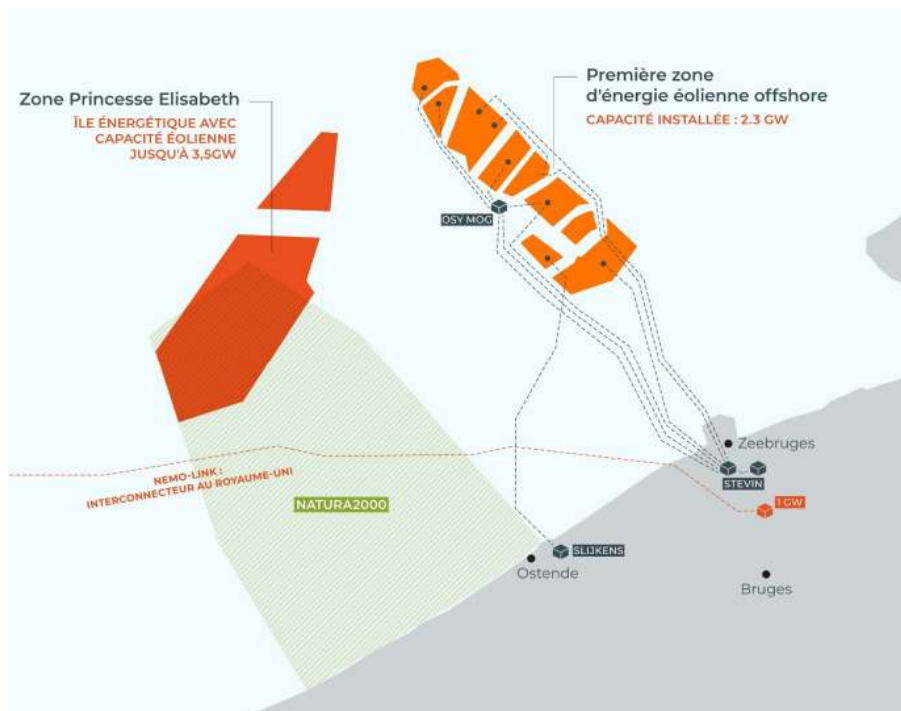 Zone Princesse Elisabeth
ÎLE ÉNERGÉTIQUE AVEC
CAPACITÉ ÉOLIENNE
JUSQU'À 3,5GW
Première zone
d'énergie éolienne offshore
CAPACITÉ INSTALLÉE : 2.3 GW
OSY MOG
Zeebruges
STEVIN
NEMO-LINK :
INTERCONNECTEUR AU ROYAUME-UNI
NATURA2000
1 GW
SLIJKENS
Ostende
Bruges